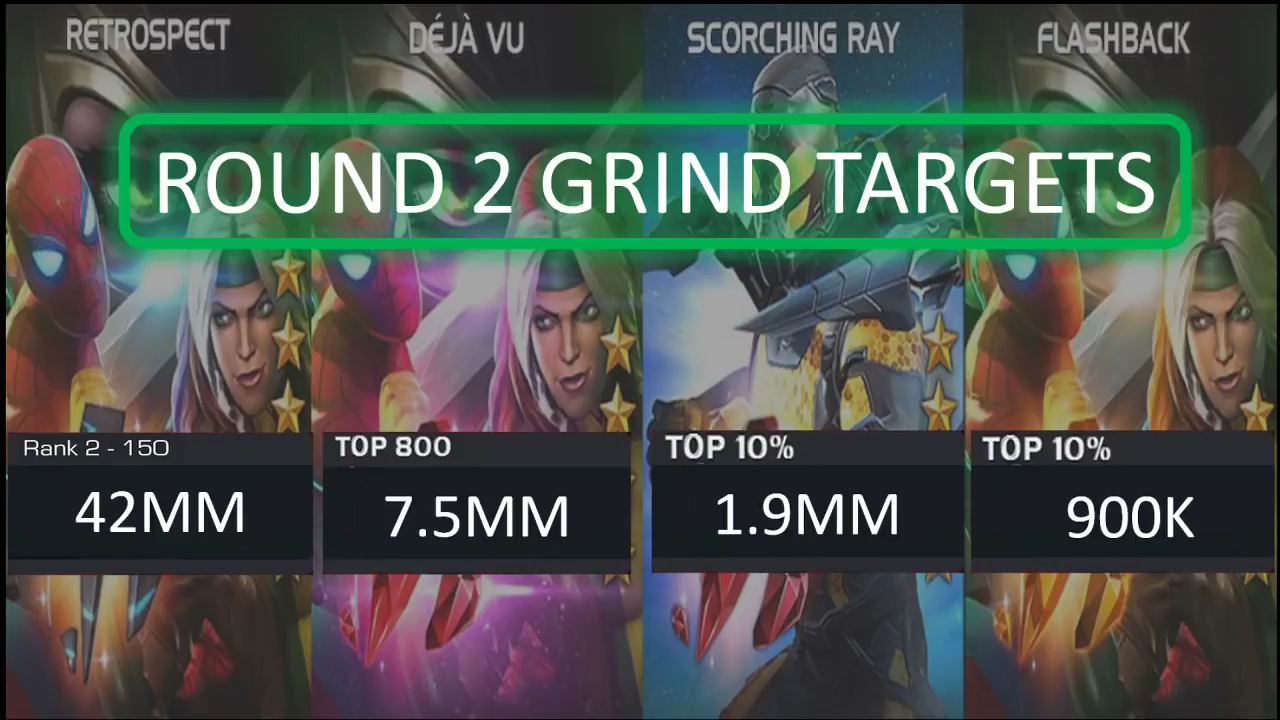 RETROSPECT
DÉJÀ VU
SCORCHING RAY
FLASHBACK
ROUND 2 GRIND TARGETS
Rank 2 - 150
TOP 800
TOP 10%
TOP 10%
42MM
7.5MM
1.9MM
900K